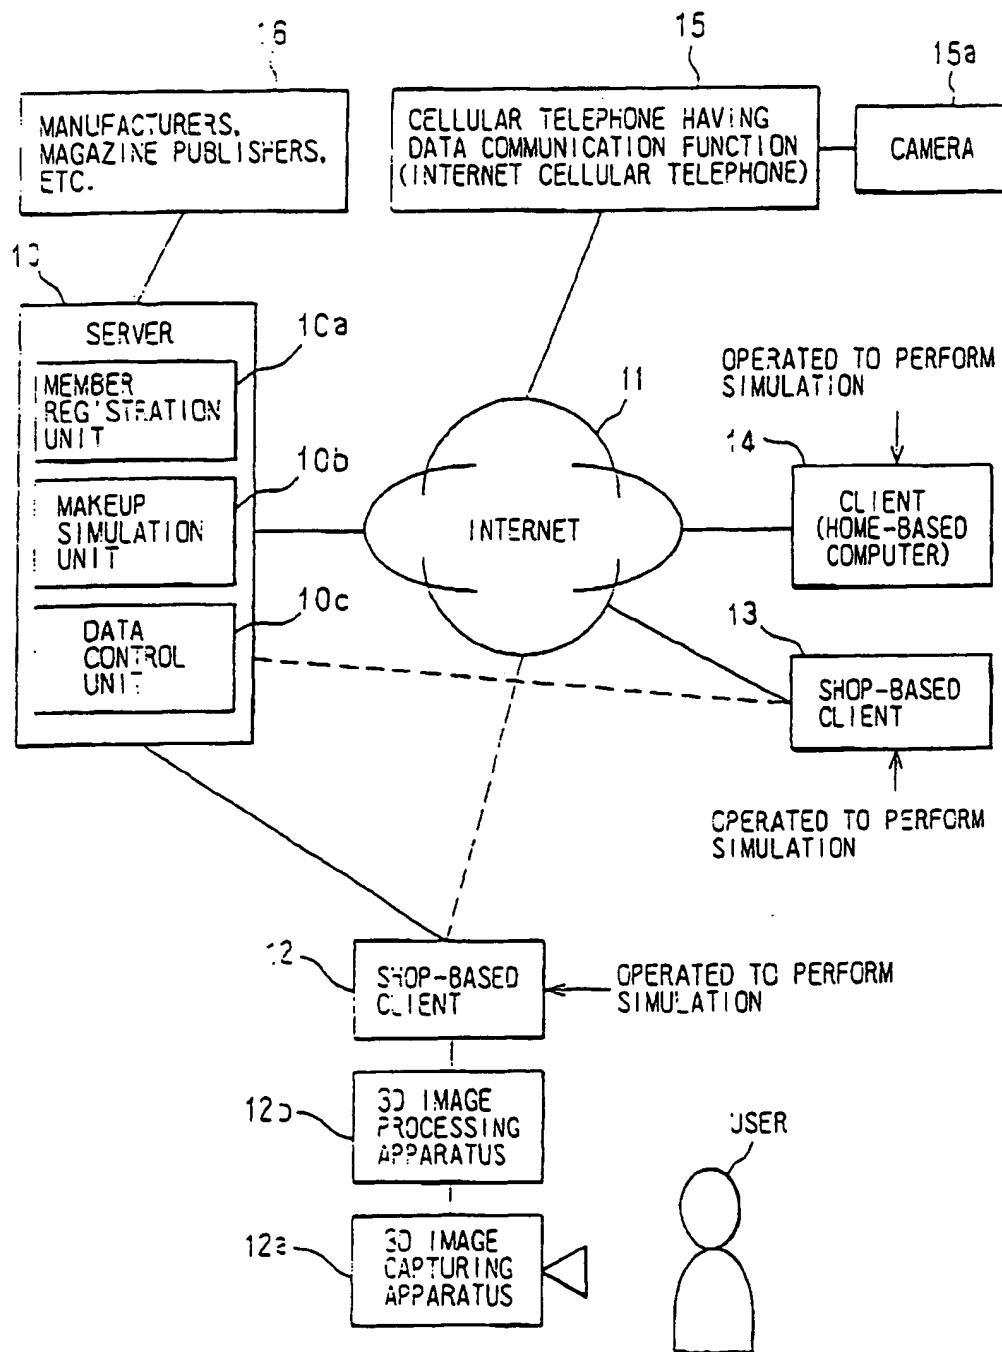 16
MANUFACTURERS,
MAGAZINE PUBLISHERS,
ETC.
15
CELLULAR TELEPHONE HAVING
DATA COMMUNICATION FUNCTION
(INTERNET CELLULAR TELEPHONE)
15a
CAMERA
10
SERVER
10a
MEMBER
REGISTRATION
UNIT
10b
MAKEUP
SIMULATION
UNIT
10c
DATA
CONTROL
UNIT
11
INTERNET
OPERATED TO PERFORM
SIMULATION
14
CLIENT
(HOME-BASED
COMPUTER)
13
SHOP-BASED
CLIENT
OPERATED TO PERFORM
SIMULATION
12
SHOP-BASED
CLIENT
OPERATED TO PERFORM
SIMULATION
12b
3D IMAGE
PROCESSING
APPARATUS
12a
3D IMAGE
CAPTURING
APPARATUS
USER